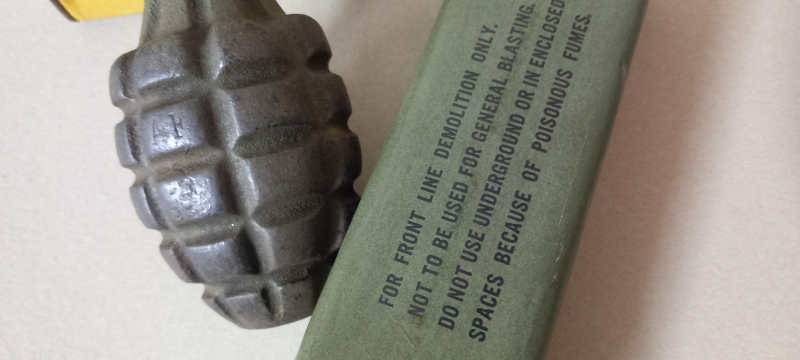 FOR FRONT LINE DEMOLITION ONLY.
NOT TO BE USED FOR GENERAL BLASTING.
DO NOT USE UNDERGROUND OR IN ENCLOSED
SPACES BECAUSE OF POISONOUS FUMES.